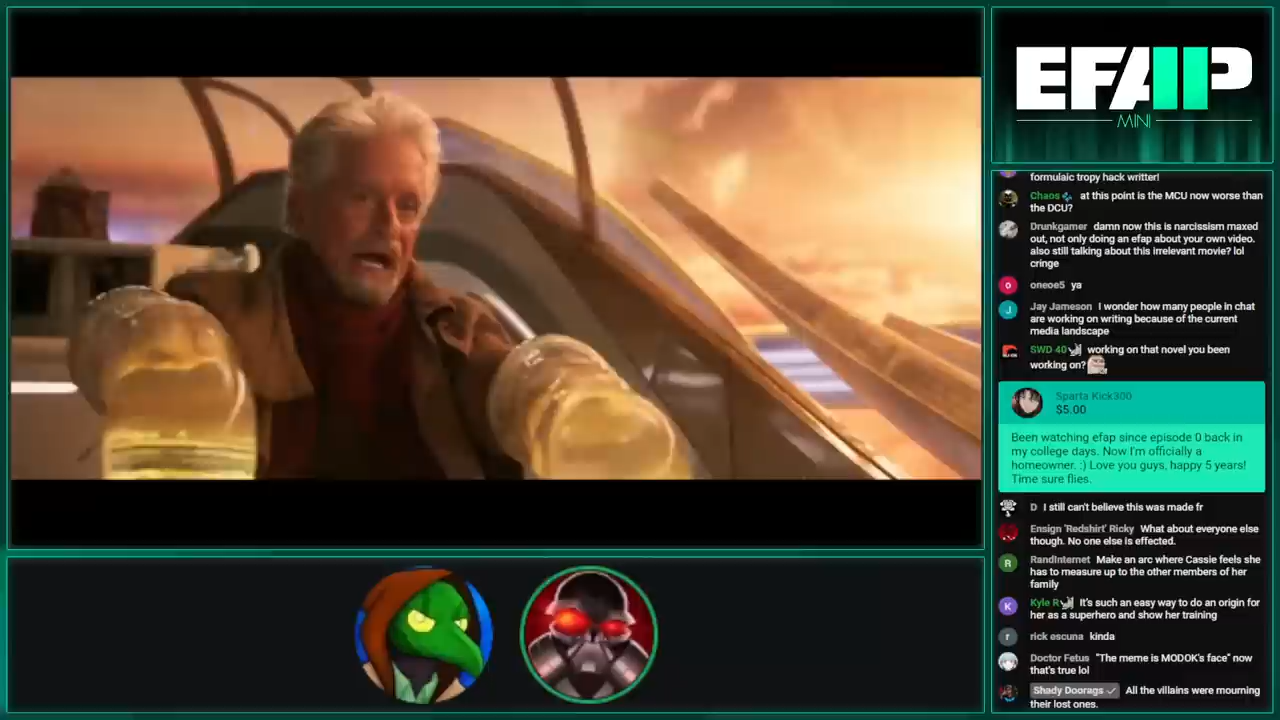 EFAP
MINI
formulaic tropy hack writter!
Chaos at this point is the MCU now worse than
the DCU?
Drunkgamer damn now this is narcissism maxed
out, not only doing an efap about your own video.
also still talking about this irrelevant movie? lol
cringe
oneoe5 ya
Jay Jameson I wonder how many people in chat
are working on writing because of the current
media landscape
SWD 40 working on that novel you been
working on?
Sparta Kick300
$5.00
Been watching efap since episode 0 back in
my college days. Now I'm officially a
homeowner. :) Love you guys, happy 5 years!
Time sure flies.
D I still can't believe this was made fr
Ensign 'Redshirt' Ricky What about everyone else
though. No one else is effected.
R RandInternet Make an arc where Cassie feels she
has to measure up to the other members of her
family
K Kyle R It's such an easy way to do an origin for
her as a superhero and show her training
r rick escuna kinda
Doctor Fetus "The meme is MODOK's face" now
that's true lol
Shady Doorags All the villains were mourning
their lost ones.